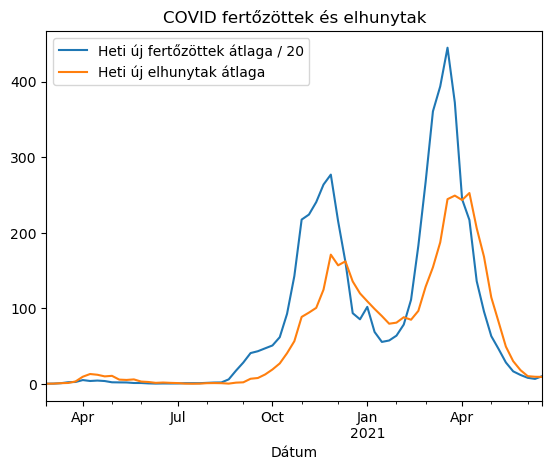 COVID fertőzöttek és elhunytak
Heti új fertőzöttek átlaga / 20
Heti új elhunytak átlaga
400
300
200
100
0
Apr
Jul
Oct
Jan
2021
Apr
Dátum